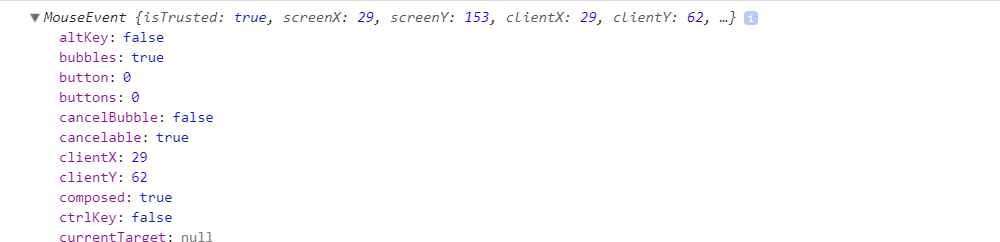 ▼MouseEvent {isTrusted: true, screenX: 29, screenY: 153, clientX: 29, clientY: 62, …} i
altKey: false
bubbles: true
button: 0
buttons: 0
cancelBubble: false
cancelable: true
clientX: 29
clientY: 62
composed: true
ctrlKey: false
currentTarget: null